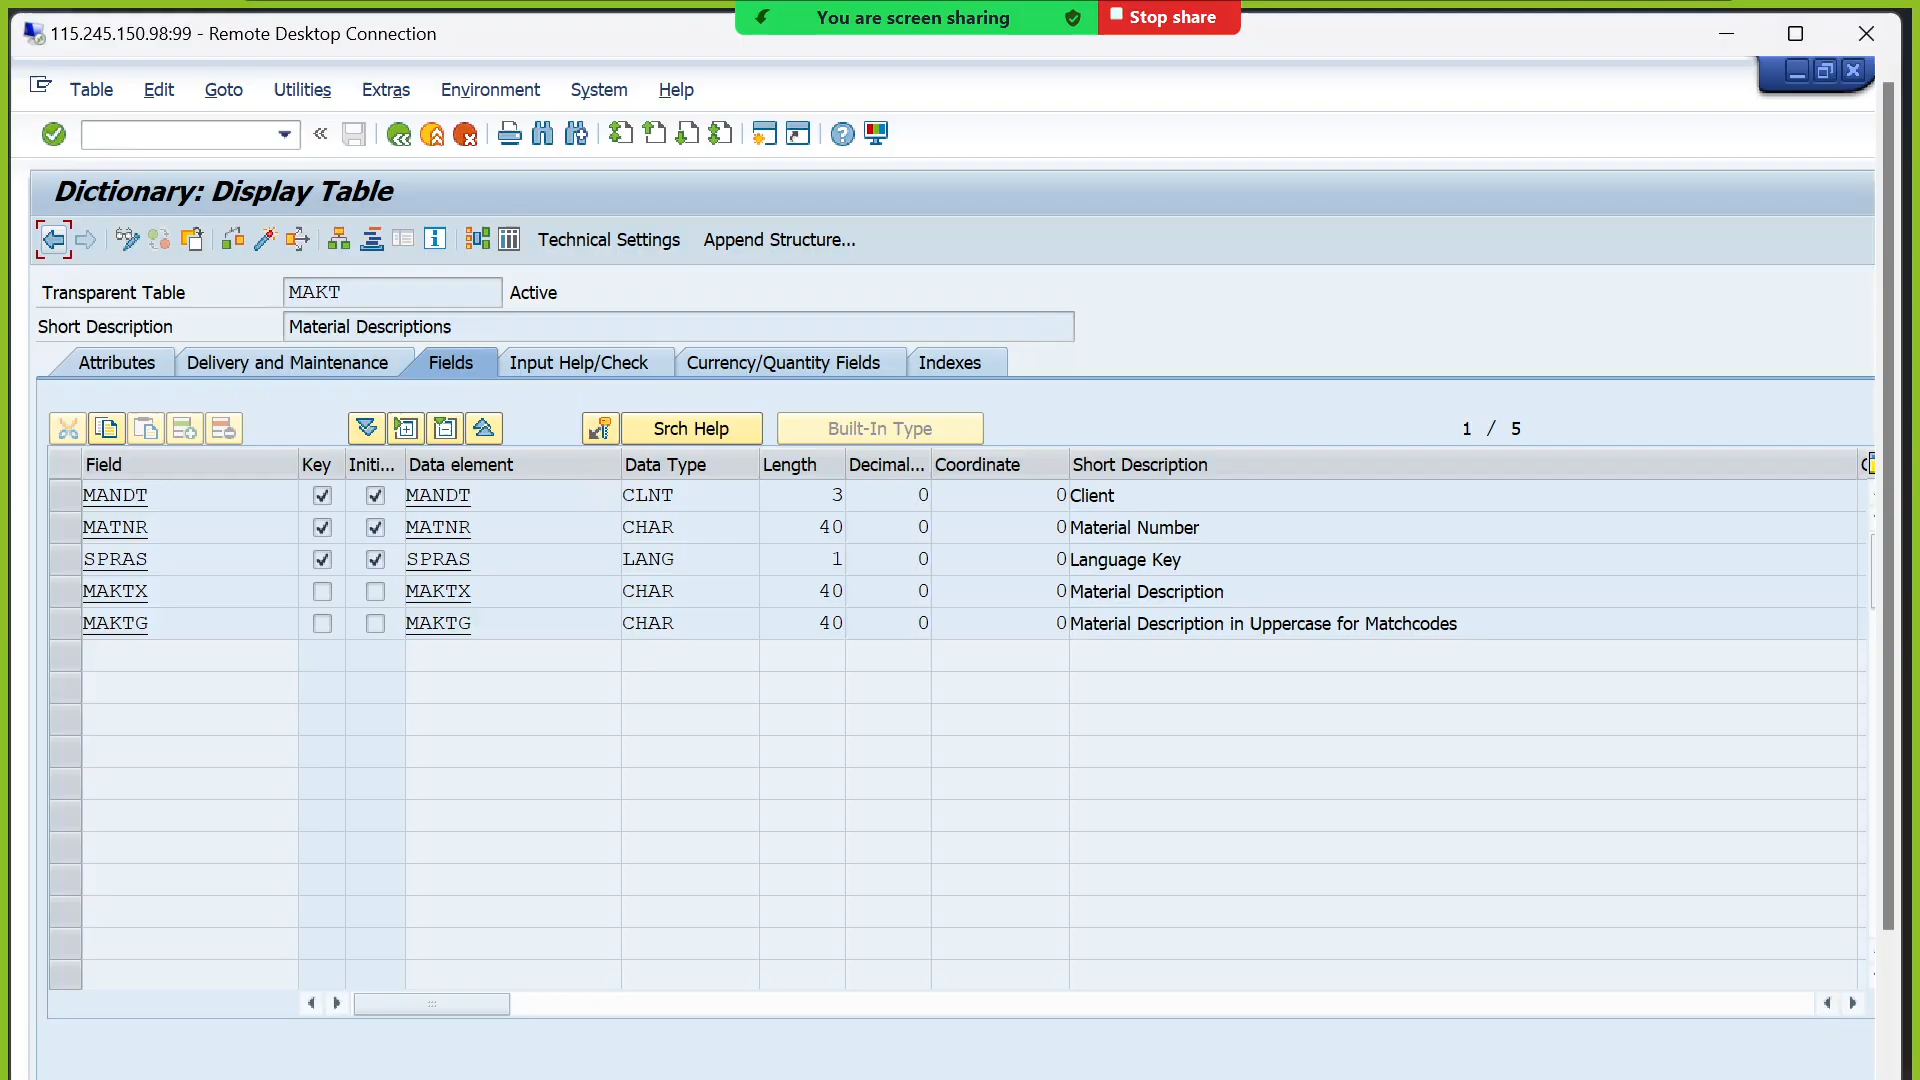 You are screen sharing
Stop share
115.245.150.98:99 - Remote Desktop Connection
Table Edit Goto Utilities Extras Environment System Help
Dictionary: Display Table
Technical Settings Append Structure...
Transparent Table MAKT Active
Short Description Material Descriptions
Attributes Delivery and Maintenance Fields Input Help/Check Currency/Quantity Fields Indexes
Srch Help Built-In Type 1 / 5
Field Key Initi... Data element Data Type Length Decimal... Coordinate Short Description
MANDT MANDT CLNT 3 0 0 Client
MATNR MATNR CHAR 40 0 0 Material Number
SPRAS SPRAS LANG 1 0 0 Language Key
MAKTX MAKTX CHAR 40 0 0 Material Description
MAKTG MAKTG CHAR 40 0 0 Material Description in Uppercase for Matchcodes